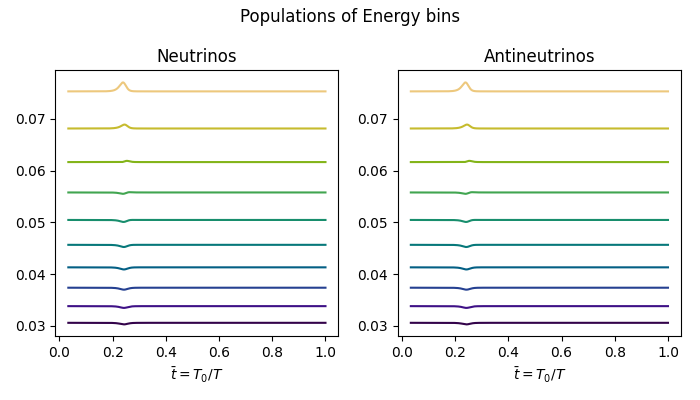 Populations of Energy bins
Neutrinos
Antineutrinos
0.07
0.06
0.05
0.04
0.03
0.0 0.2 0.4 0.6 0.8 1.0
t̄ = T₀/T
0.07
0.06
0.05
0.04
0.03
0.0 0.2 0.4 0.6 0.8 1.0
t̄ = T₀/T